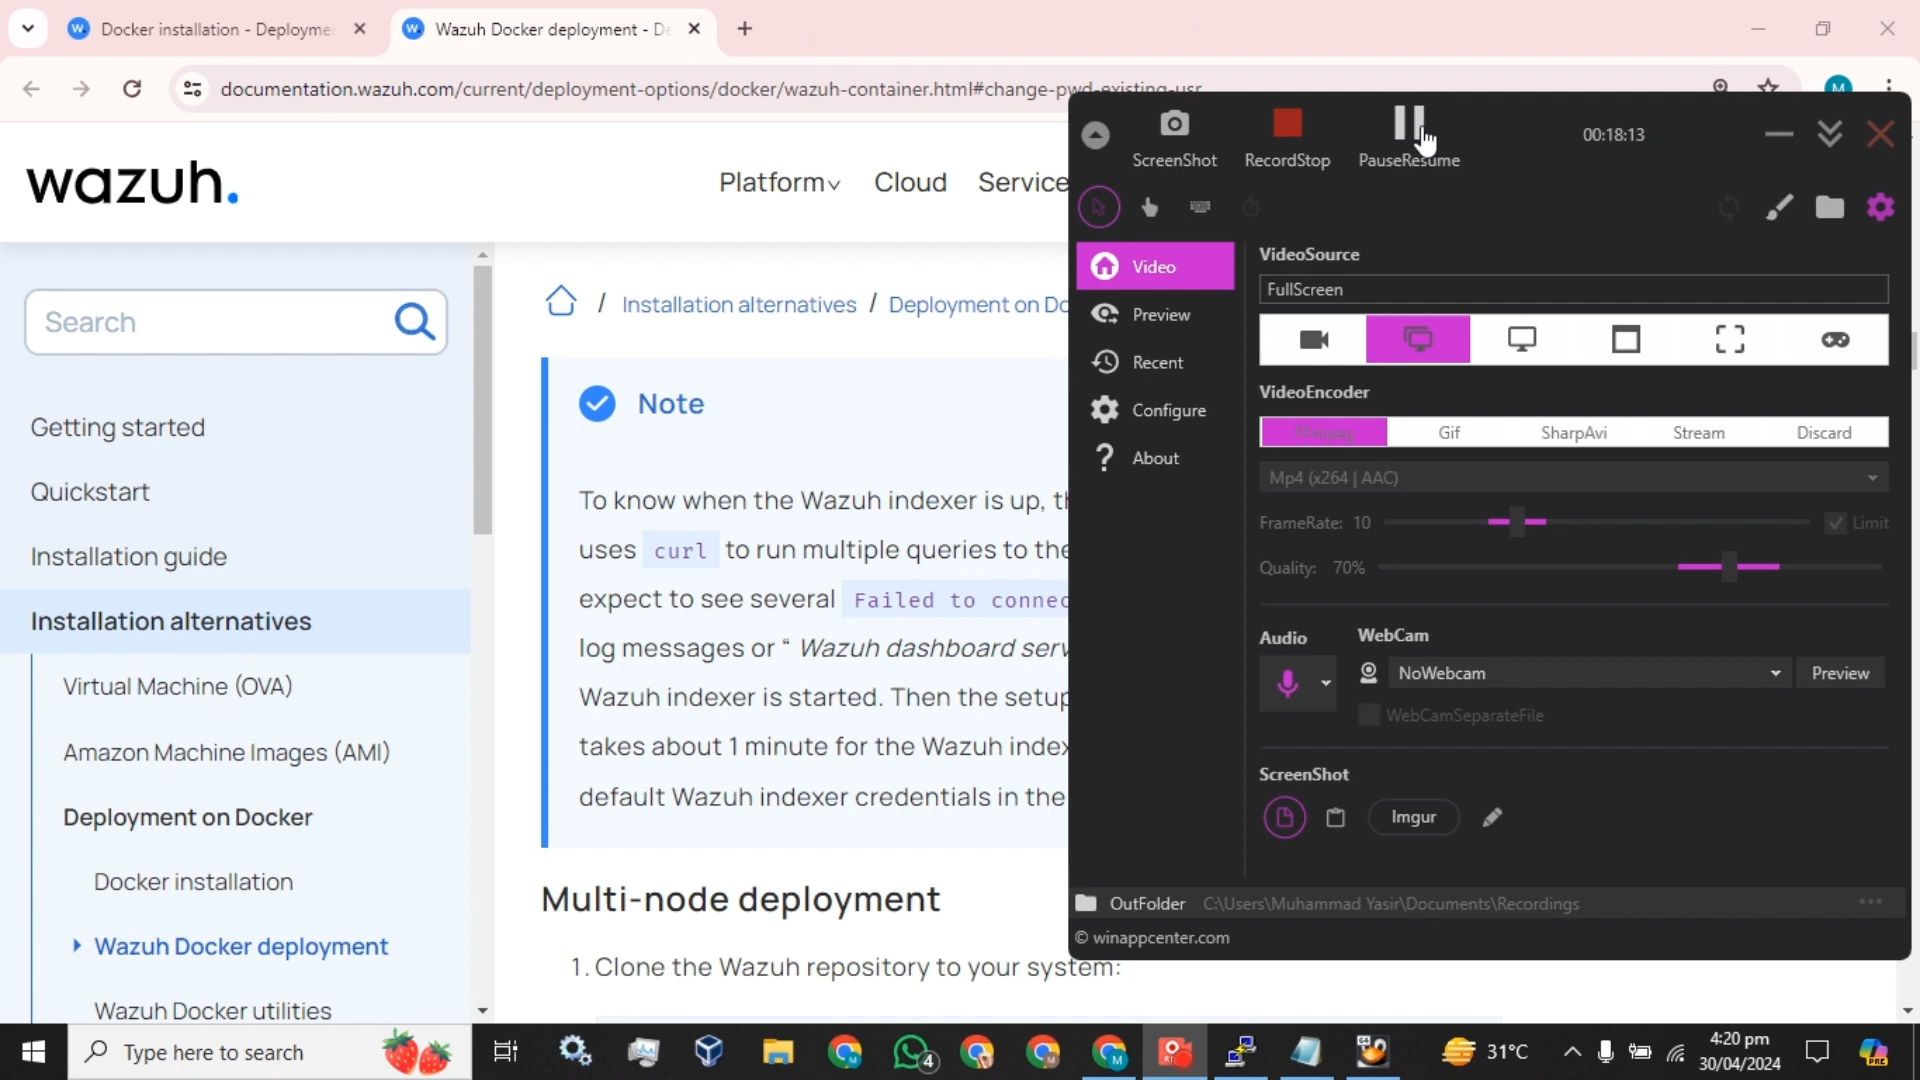 Docker installation - Deployme
Wazuh Docker deployment - De
documentation.wazuh.com/current/deployment-options/docker/wazuh-container.html#change-pwd-existing-usr
M
wazuh.
Platform
Cloud
Service
Search
Getting started
Quickstart
Installation guide
Installation alternatives
Virtual Machine (OVA)
Amazon Machine Images (AMI)
Deployment on Docker
Docker installation
Wazuh Docker deployment
Wazuh Docker utilities
/ Installation alternatives / Deployment on Do
Note
To know when the Wazuh indexer is up, th
uses curl to run multiple queries to the
expect to see several Failed to connec
log messages or “ Wazuh dashboard serv
Wazuh indexer is started. Then the setup
takes about 1 minute for the Wazuh index
default Wazuh indexer credentials in the
Multi-node deployment
1. Clone the Wazuh repository to your system:
ScreenShot
RecordStop
PauseResume
00:18:13
Video
Preview
Recent
Configure
About
VideoSource
FullScreen
VideoEncoder
FFmpeg
Gif
SharpAvi
Stream
Discard
Mp4 (x264 | AAC)
FrameRate: 10
Limit
Quality: 70%
Audio
WebCam
NoWebcam
Preview
WebCamSeparateFile
ScreenShot
Imgur
OutFolder C:\Users\Muhammad Yasir\Documents\Recordings
© winappcenter.com
Type here to search
4
31°C
4:20 pm
30/04/2024